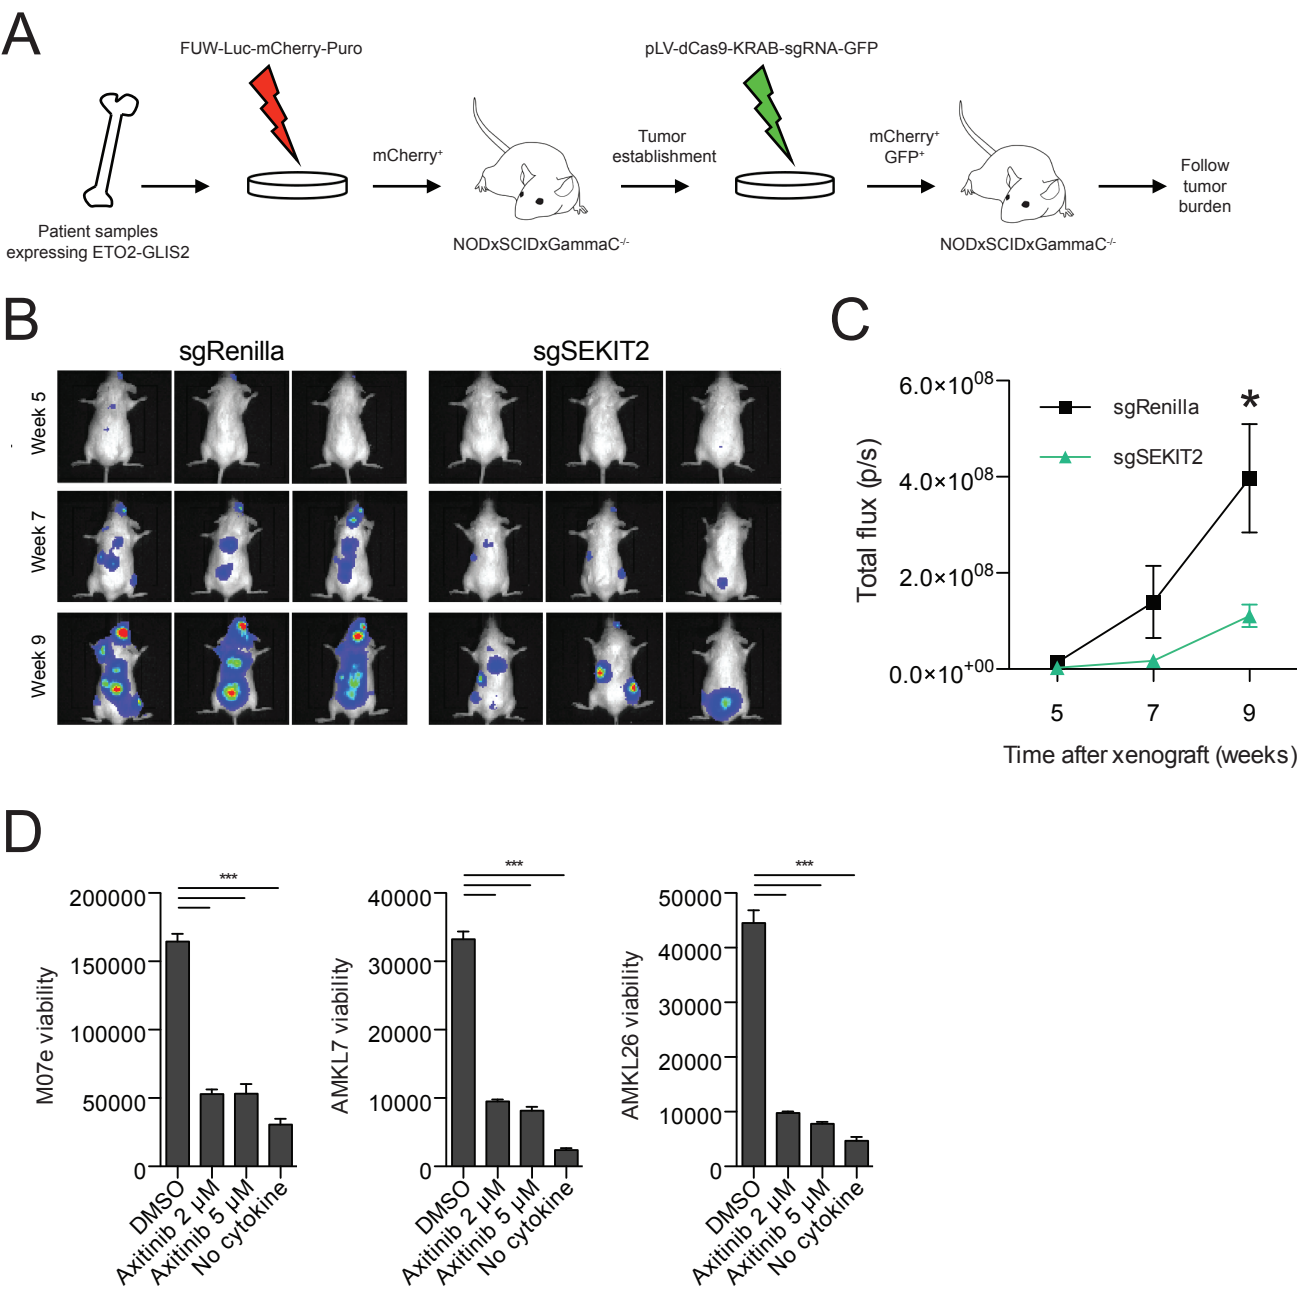 A
FUW-Luc-mCherry-Puro
pLV-dCas9-KRAB-sgRNA-GFP
mCherry⁺
Tumor
establishment
mCherry⁺
GFP⁺
Follow
tumor
burden
Patient samples
expressing ETO2-GLIS2
NODxSCIDxGammaC⁻/⁻
NODxSCIDxGammaC⁻/⁻
B
sgRenilla
sgSEKIT2
Week 5
Week 7
Week 9
C
Total flux (p/s)
6.0×10⁰⁸
4.0×10⁰⁸
2.0×10⁰⁸
0.0×10⁺⁰⁰
sgRenilla
sgSEKIT2
*
5
7
9
Time after xenograft (weeks)
D
M07e viability
200000
150000
100000
50000
0
***
DMSO
Axitinib 2 µM
Axitinib 5 µM
No cytokine
AMKL7 viability
40000
30000
20000
10000
0
***
DMSO
Axitinib 2 µM
Axitinib 5 µM
No cytokine
AMKL26 viability
50000
40000
30000
20000
10000
0
***
DMSO
Axitinib 2 µM
Axitinib 5 µM
No cytokine